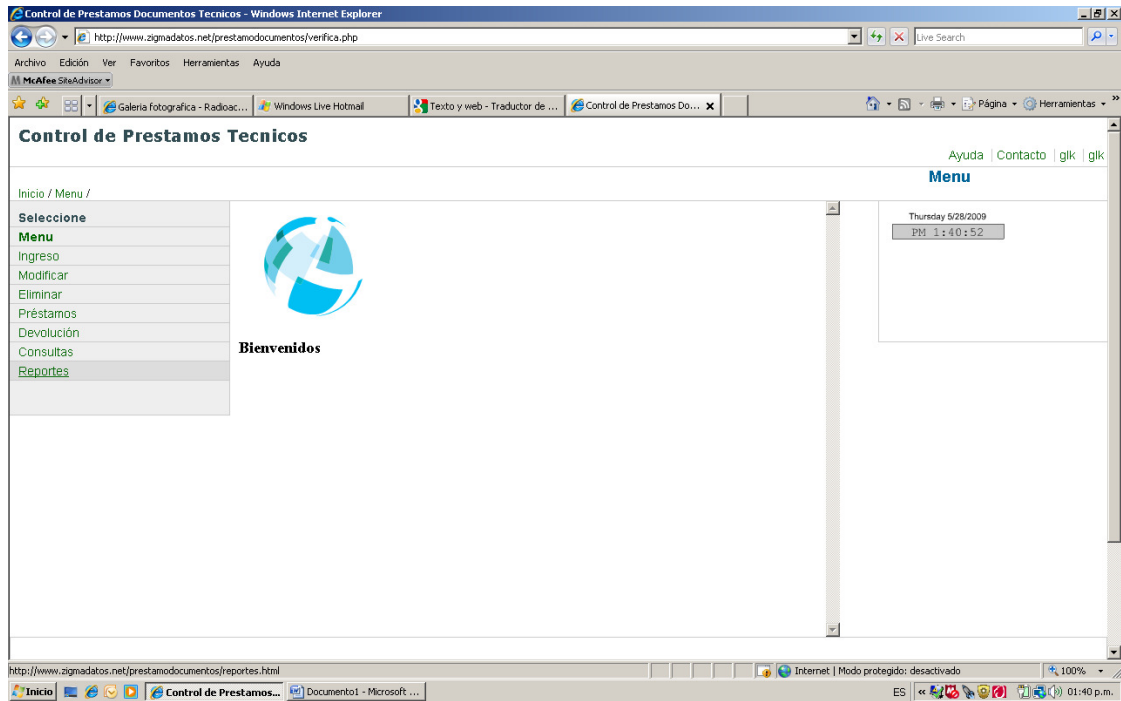 Control de Prestamos Documentos Tecnicos - Windows Internet Explorer
http://www.zigmadatos.net/prestamodocumentos/verifica.php
Live Search
Archivo Edición Ver Favoritos Herramientas Ayuda
McAfee SiteAdvisor
Galeria fotografica - Radioac... Windows Live Hotmail Texto y web - Traductor de ... Control de Prestamos Do... Página Herramientas
Control de Prestamos Tecnicos
Ayuda | Contacto | glk | glk
Menu
Inicio / Menu /
Seleccione
Menu
Ingreso
Modificar
Eliminar
Préstamos
Devolución
Consultas
Reportes
Bienvenidos
Thursday 5/28/2009
PM 1:40:52
http://www.zigmadatos.net/prestamodocumentos/reportes.html
Internet | Modo protegido: desactivado
100%
Inicio Control de Prestamos... Documento1 - Microsoft ... ES 01:40 p.m.